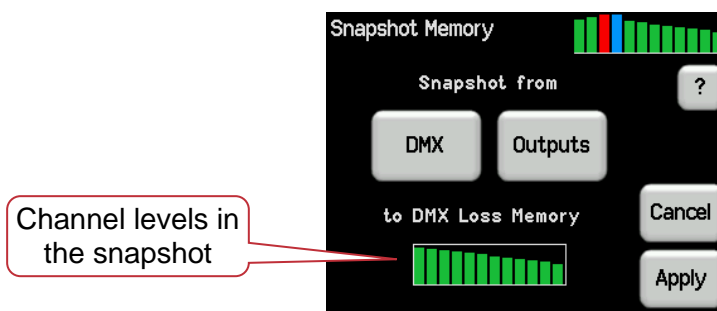 Snapshot Memory
Snapshot from
?
DMX
Outputs
Channel levels in
the snapshot
to DMX Loss Memory
Cancel
Apply